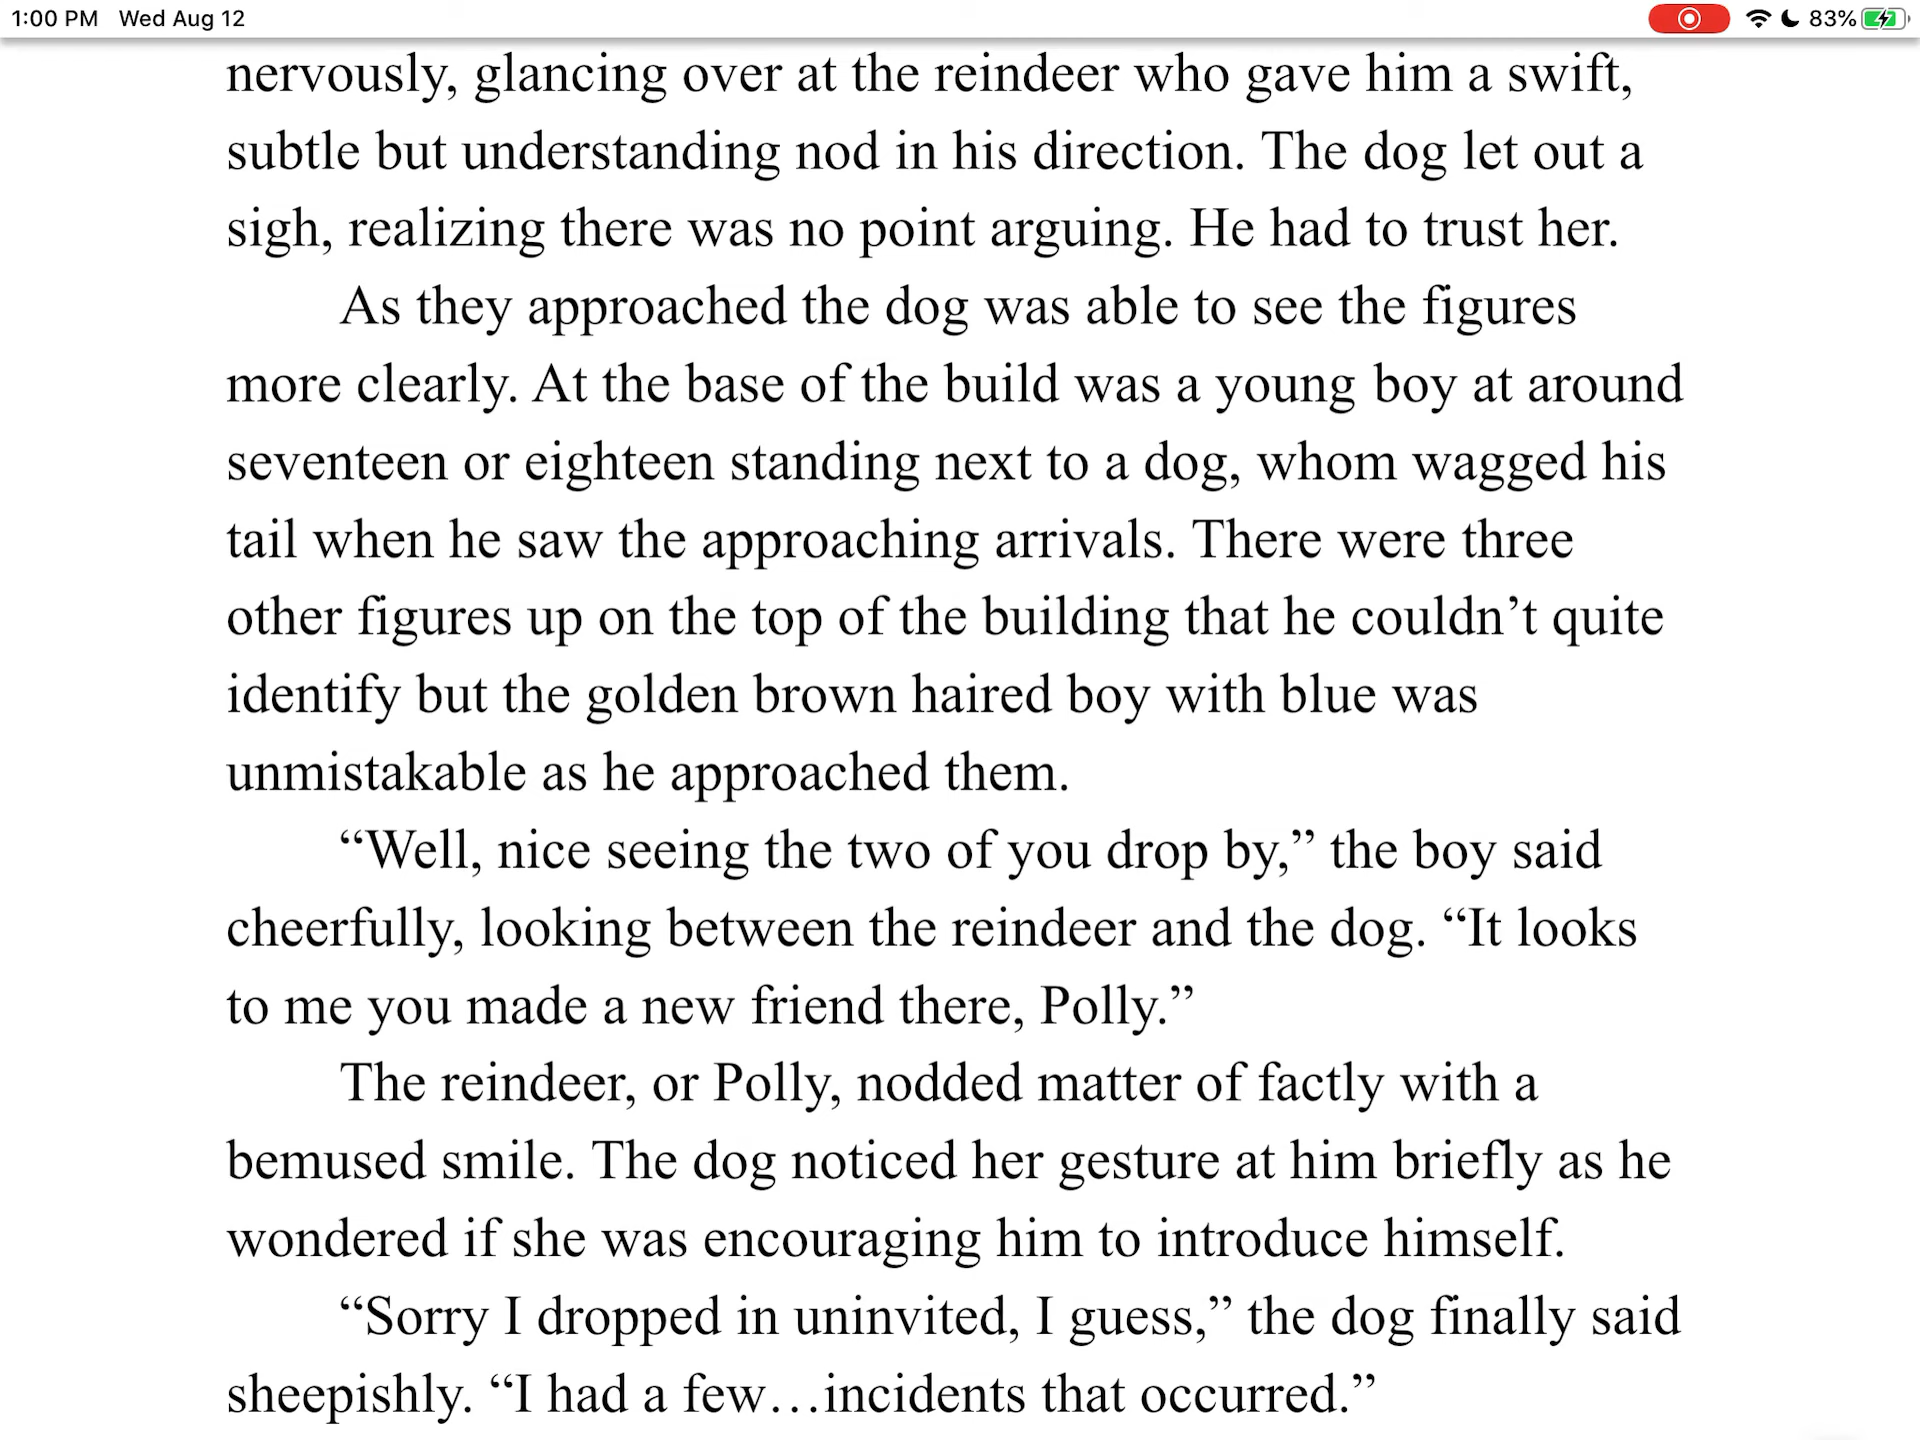 1:00 PM Wed Aug 12
83%
nervously, glancing over at the reindeer who gave him a swift,
subtle but understanding nod in his direction. The dog let out a
sigh, realizing there was no point arguing. He had to trust her.
As they approached the dog was able to see the figures
more clearly. At the base of the build was a young boy at around
seventeen or eighteen standing next to a dog, whom wagged his
tail when he saw the approaching arrivals. There were three
other figures up on the top of the building that he couldn’t quite
identify but the golden brown haired boy with blue was
unmistakable as he approached them.
“Well, nice seeing the two of you drop by,” the boy said
cheerfully, looking between the reindeer and the dog. “It looks
to me you made a new friend there, Polly.”
The reindeer, or Polly, nodded matter of factly with a
bemused smile. The dog noticed her gesture at him briefly as he
wondered if she was encouraging him to introduce himself.
“Sorry I dropped in uninvited, I guess,” the dog finally said
sheepishly. “I had a few…incidents that occurred.”